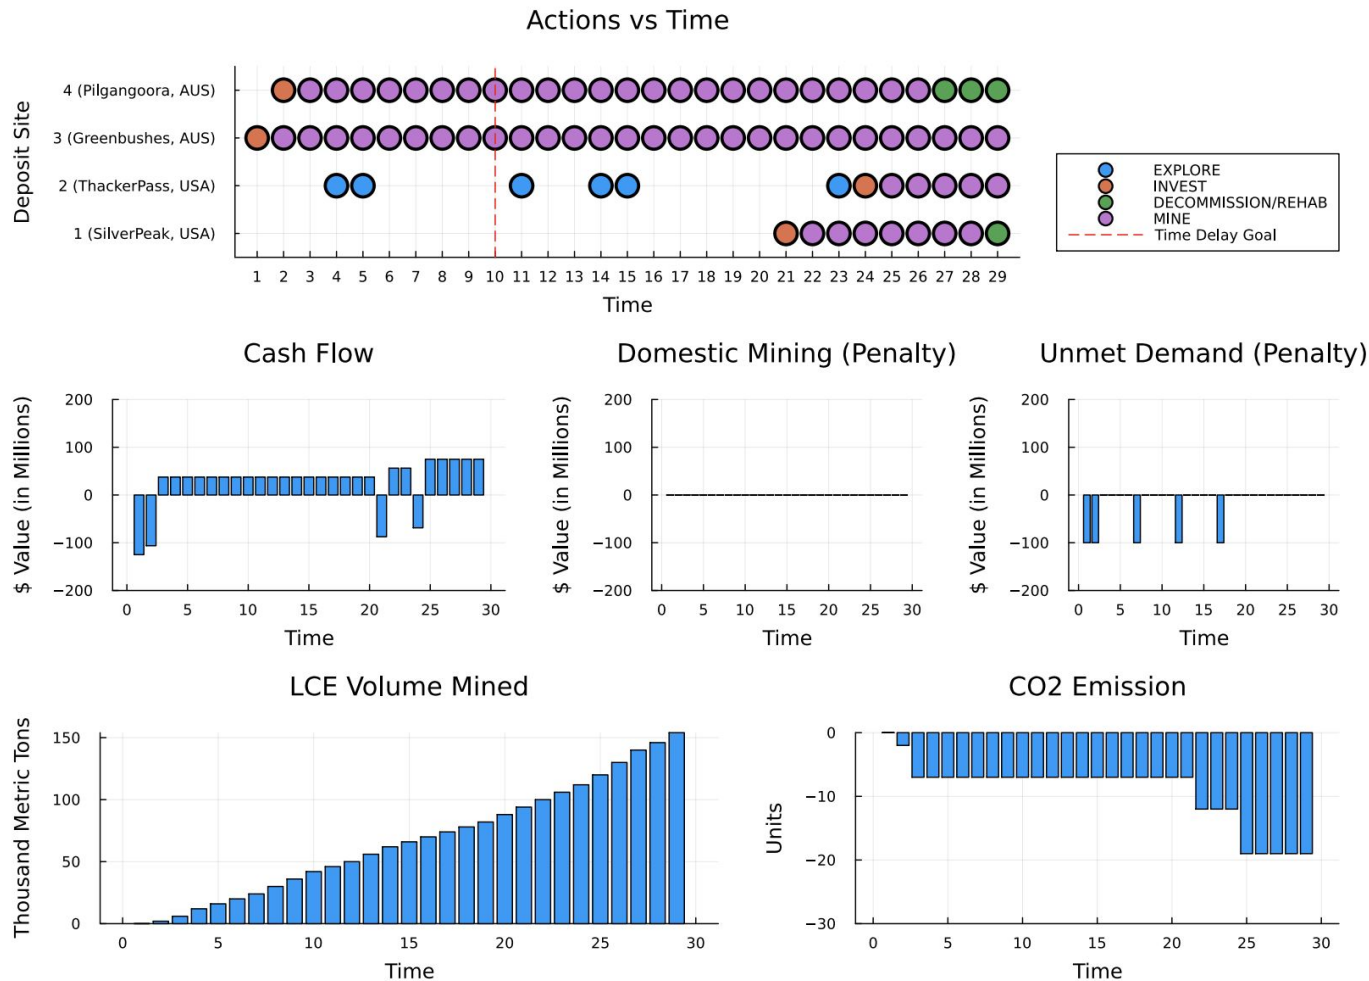 Actions vs Time
Deposit Site
4 (Pilgangoora, AUS)
3 (Greenbushes, AUS)
2 (ThackerPass, USA)
1 (SilverPeak, USA)
1 2 3 4 5 6 7 8 9 10 11 12 13 14 15 16 17 18 19 20 21 22 23 24 25 26 27 28 29
Time
EXPLORE
INVEST
DECOMMISSION/REHAB
MINE
Time Delay Goal
Cash Flow
$ Value (in Millions)
200
100
0
−100
−200
0 5 10 15 20 25 30
Time
Domestic Mining (Penalty)
$ Value (in Millions)
200
100
0
−100
−200
0 5 10 15 20 25 30
Time
Unmet Demand (Penalty)
$ Value (in Millions)
200
100
0
−100
−200
0 5 10 15 20 25 30
Time
LCE Volume Mined
Thousand Metric Tons
150
100
50
0
0 5 10 15 20 25 30
Time
CO2 Emission
Units
0
−10
−20
−30
0 5 10 15 20 25 30
Time